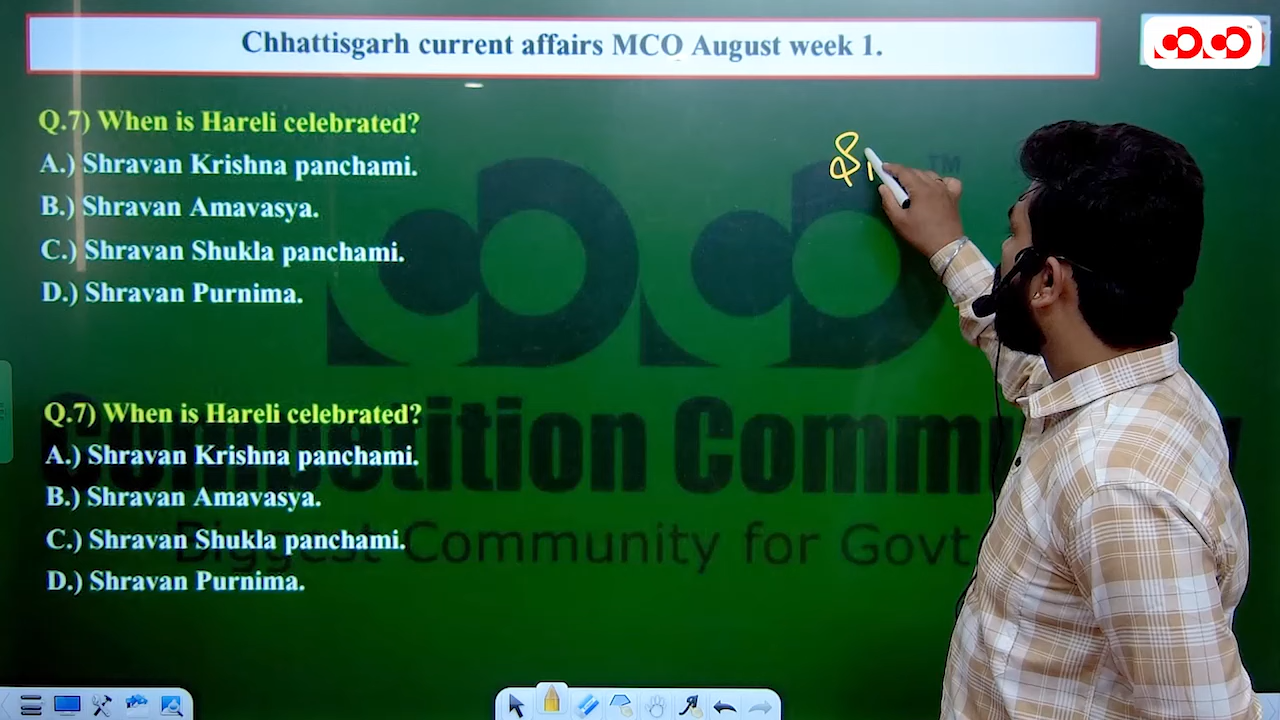 Chhattisgarh current affairs MCQ August week 1.
Q.7) When is Hareli celebrated?
A.) Shravan Krishna panchami.
B.) Shravan Amavasya.
C.) Shravan Shukla panchami.
D.) Shravan Purnima.
TM
Q.7) When is Hareli celebrated?
A.) Shravan Krishna panchami.
B.) Shravan Amavasya.
C.) Shravan Shukla panchami.
D.) Shravan Purnima.
Biggest Community for Govt